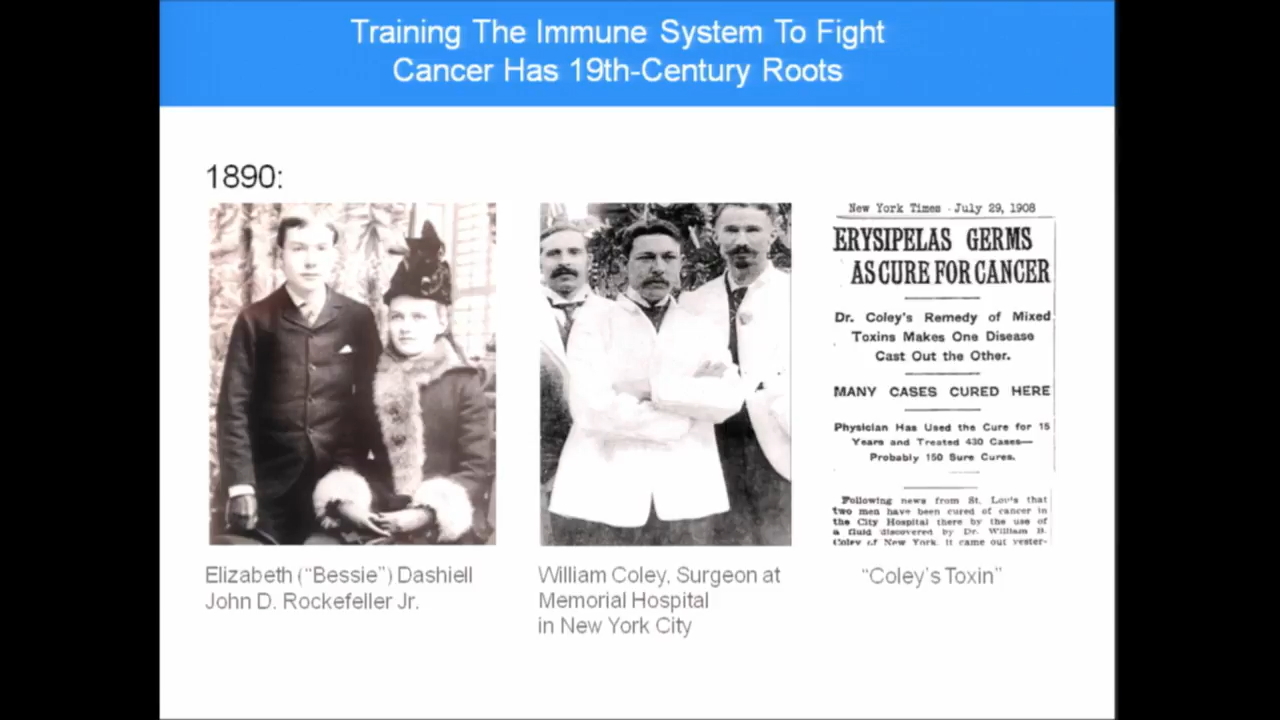 Training The Immune System To Fight
Cancer Has 19th-Century Roots
1890:
New York Times - July 29, 1908
ERYSIPELAS GERMS
AS CURE FOR CANCER
Dr. Coley's Remedy of Mixed
Toxins Makes One Disease
Cast Out the Other.
MANY CASES CURED HERE
Physician Has Used the Cure for 15
Years and Treated 430 Cases—
Probably 150 Sure Cures.
Following news from St. Louis that
two men have been cured of cancer in
the City Hospital there by the use of
a fluid discovered by Dr. William B.
Coley of New York, it came out yester-
Elizabeth (“Bessie”) Dashiell
John D. Rockefeller Jr.
William Coley, Surgeon at
Memorial Hospital
in New York City
“Coley’s Toxin”